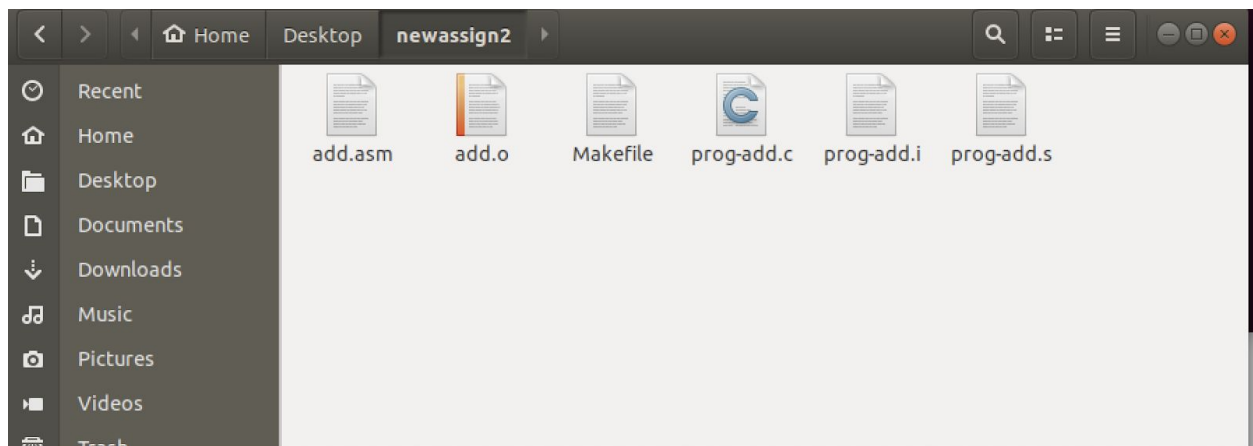 Home Desktop newassign2
Recent
Home
Desktop
Documents
Downloads
Music
Pictures
Videos
Trash
add.asm add.o Makefile prog-add.c prog-add.i prog-add.s